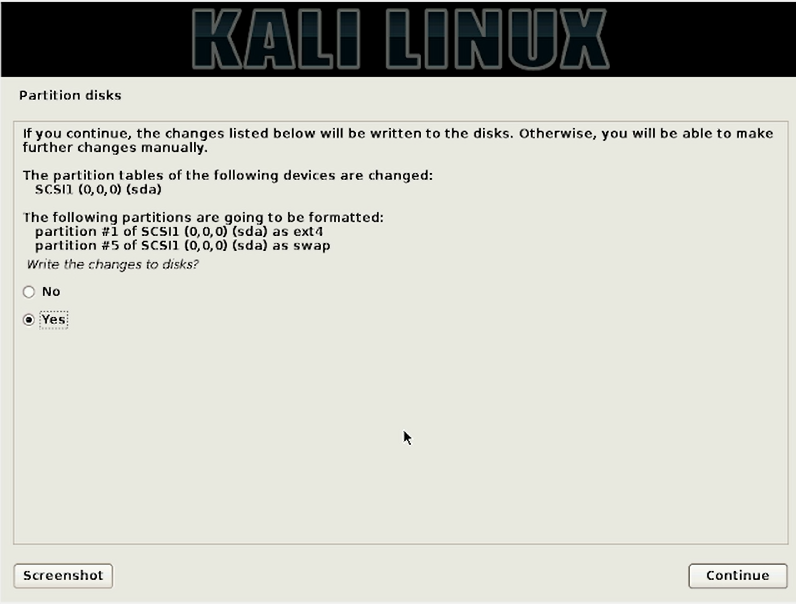 KALI LINUX
Partition disks
If you continue, the changes listed below will be written to the disks. Otherwise, you will be able to make
further changes manually.
The partition tables of the following devices are changed:
SCSI1 (0,0,0) (sda)
The following partitions are going to be formatted:
partition #1 of SCSI1 (0,0,0) (sda) as ext4
partition #5 of SCSI1 (0,0,0) (sda) as swap
Write the changes to disks?
No
Yes
Screenshot
Continue